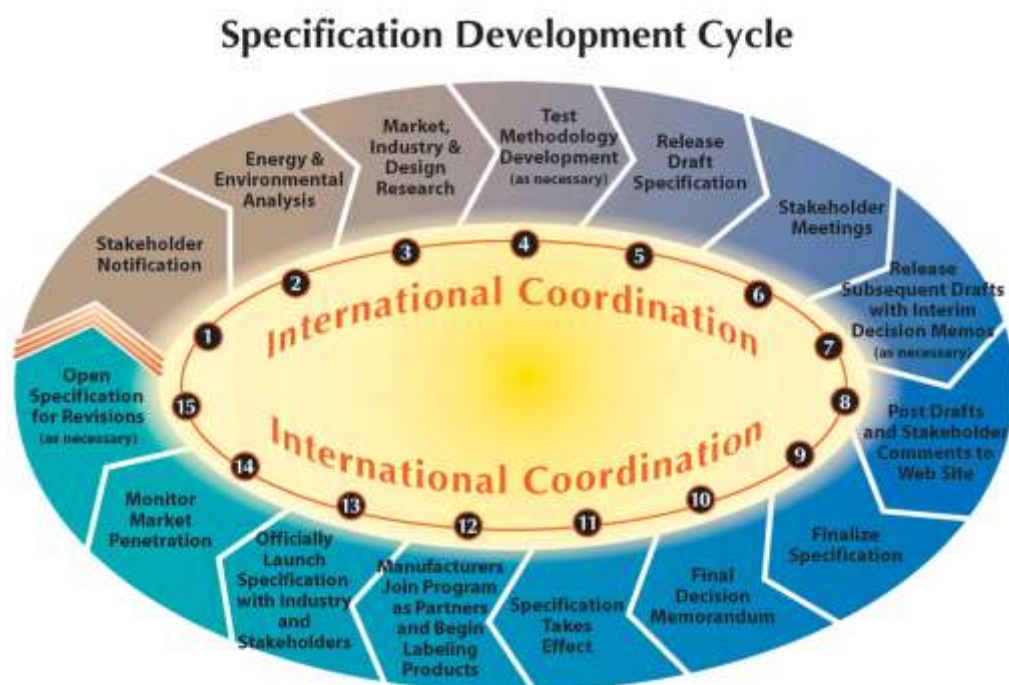 Specification Development Cycle
Stakeholder
Notification
Energy &
Environmental
Analysis
Market,
Industry &
Design
Research
Test
Methodology
Development
(as necessary)
Release
Draft
Specification
Stakeholder
Meetings
Release
Subsequent Drafts
with Interim
Decision Memos
(as necessary)
Post Drafts
and Stakeholder
Comments to
Web Site
Finalize
Specification
Final
Decision
Memorandum
Specification
Takes
Effect
Manufacturers
Join Program
as Partners
and Begin
Labeling
Products
Officially
Launch
Specification
with Industry
and
Stakeholders
Monitor
Market
Penetration
Open
Specification
for Revisions
(as necessary)
1
2
3
4
5
6
7
8
9
10
11
12
13
14
15
International Coordination
International Coordination